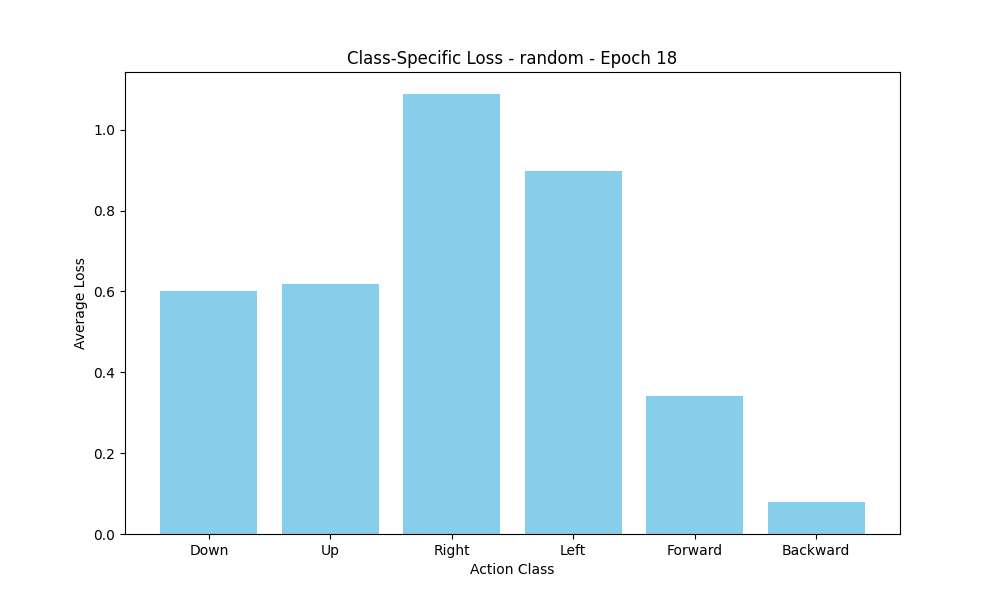 Class-Specific Loss - random - Epoch 18
Average Loss
1.0
0.8
0.6
0.4
0.2
0.0
Down Up Right Left Forward Backward
Action Class